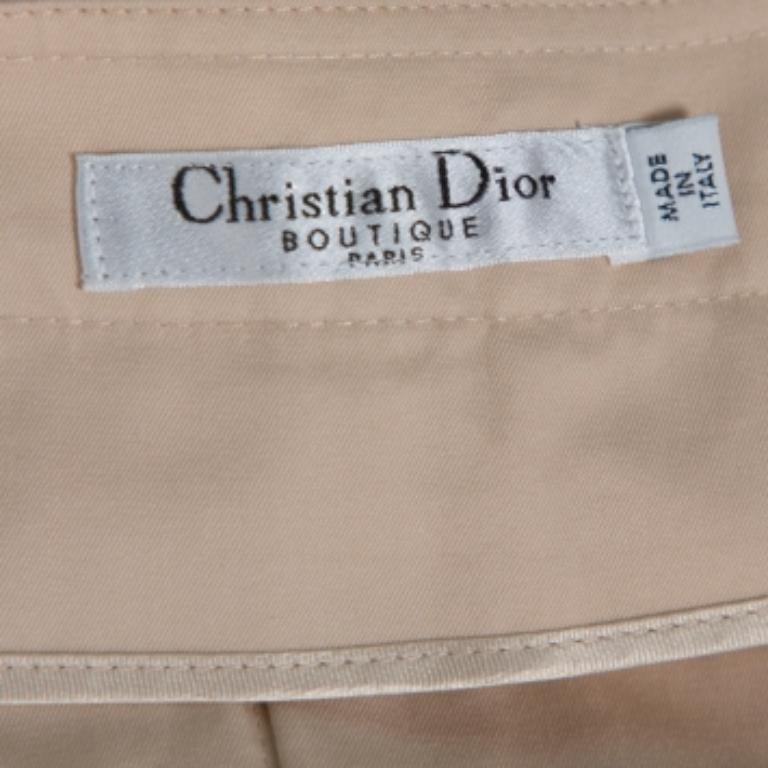 Christian Dior
BOUTIQUE
PARIS
MADE
IN
ITALY